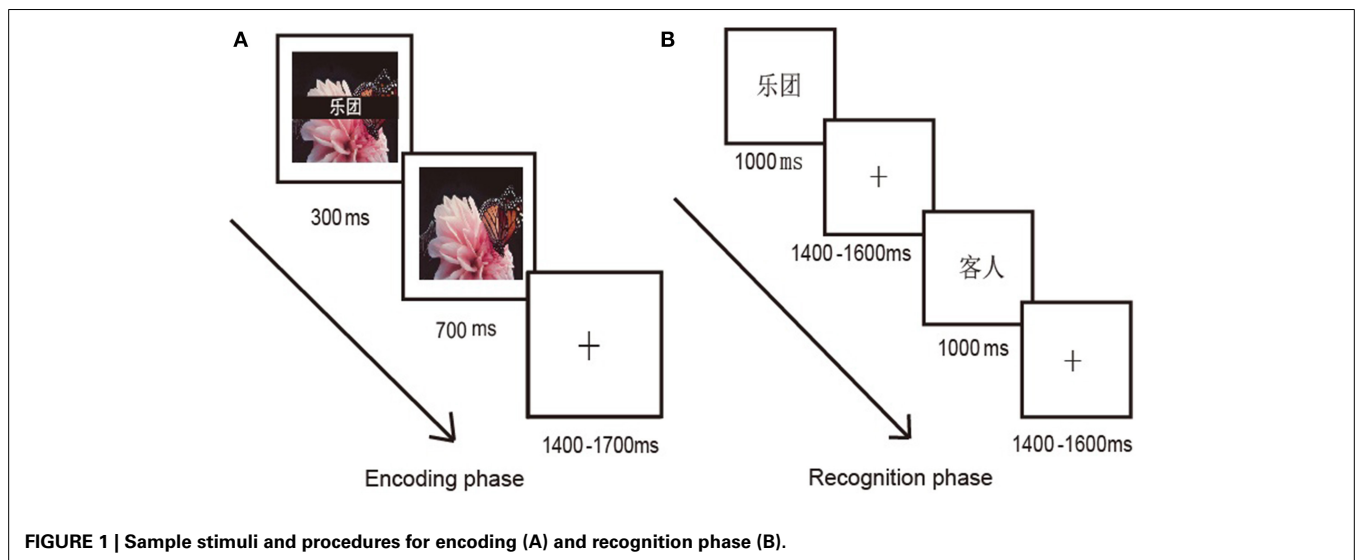 A
乐团
300 ms
700 ms
+
1400-1700ms
Encoding phase
B
乐团
1000 ms
+
1400-1600ms
客人
1000 ms
+
1400-1600ms
Recognition phase
FIGURE 1 | Sample stimuli and procedures for encoding (A) and recognition phase (B).